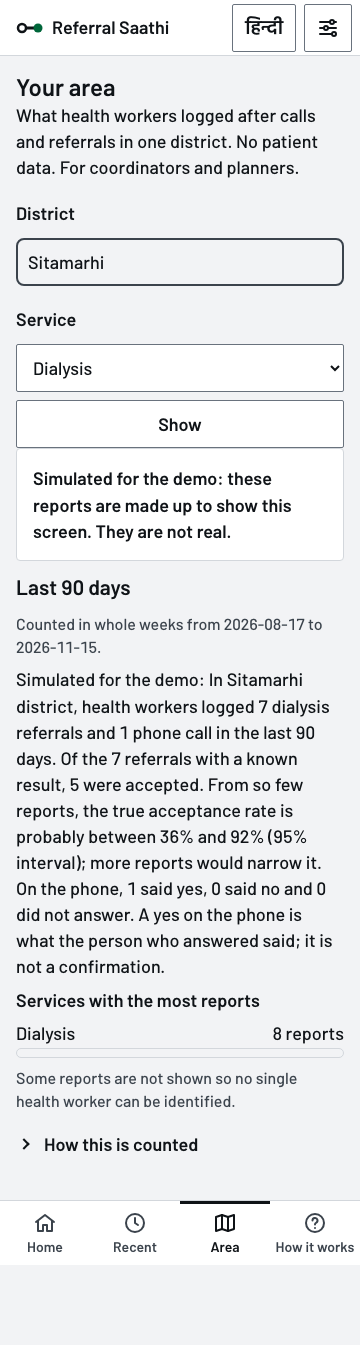 Referral Saathi
हिन्दी
Your area
What health workers logged after calls
and referrals in one district. No patient
data. For coordinators and planners.
District
Sitamarhi
Service
Dialysis
Show
Simulated for the demo: these
reports are made up to show this
screen. They are not real.
Last 90 days
Counted in whole weeks from 2026-08-17 to
2026-11-15.
Simulated for the demo: In Sitamarhi
district, health workers logged 7 dialysis
referrals and 1 phone call in the last 90
days. Of the 7 referrals with a known
result, 5 were accepted. From so few
reports, the true acceptance rate is
probably between 36% and 92% (95%
interval); more reports would narrow it.
On the phone, 1 said yes, 0 said no and 0
did not answer. A yes on the phone is
what the person who answered said; it is
not a confirmation.
Services with the most reports
Dialysis 8 reports
Some reports are not shown so no single
health worker can be identified.
How this is counted
Home Recent Area How it works